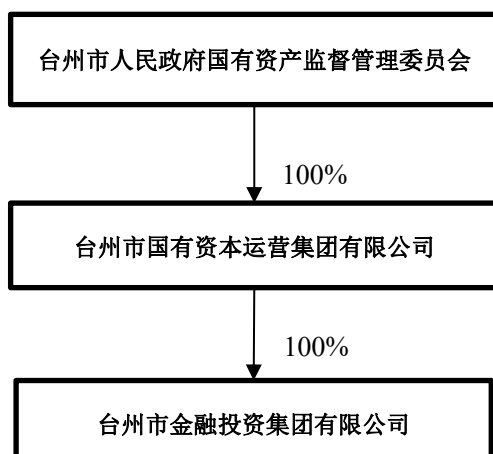 台州市人民政府国有资产监督管理委员会
100%
台州市国有资本运营集团有限公司
100%
台州市金融投资集团有限公司